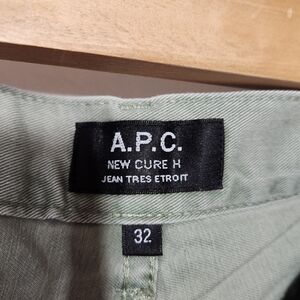 A.P.C.
NEW CURE H
JEAN TRES ETROIT
32